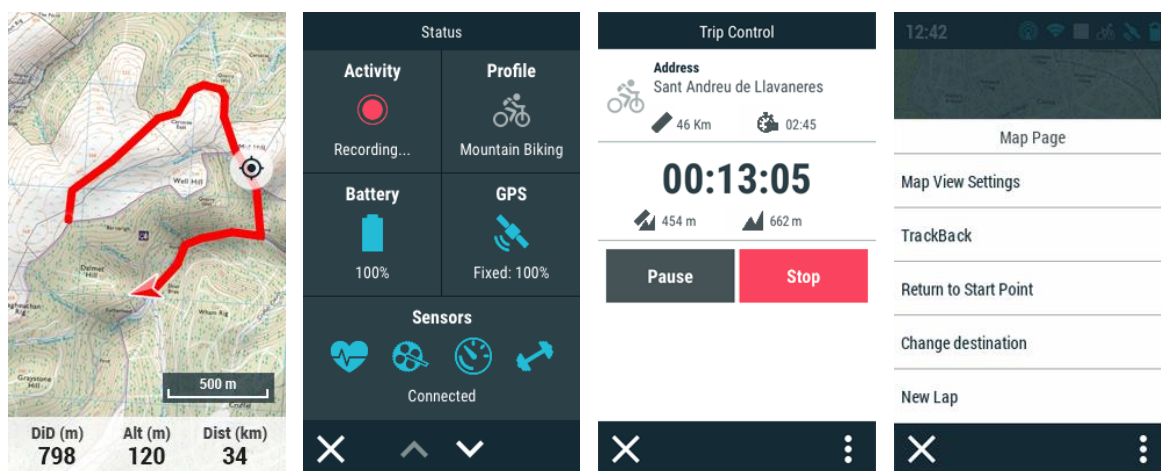 Well Hill
500 m
DiD (m)
798
Alt (m)
120
Dist (km)
34
Status
Activity
Recording...
Profile
Mountain Biking
Battery
100%
GPS
Fixed: 100%
Sensors
Connected
Trip Control
Address
Sant Andreu de Llavaneres
46 Km
02:45
00:13:05
454 m
662 m
Pause
Stop
12:42
Map Page
Map View Settings
TrackBack
Return to Start Point
Change destination
New Lap